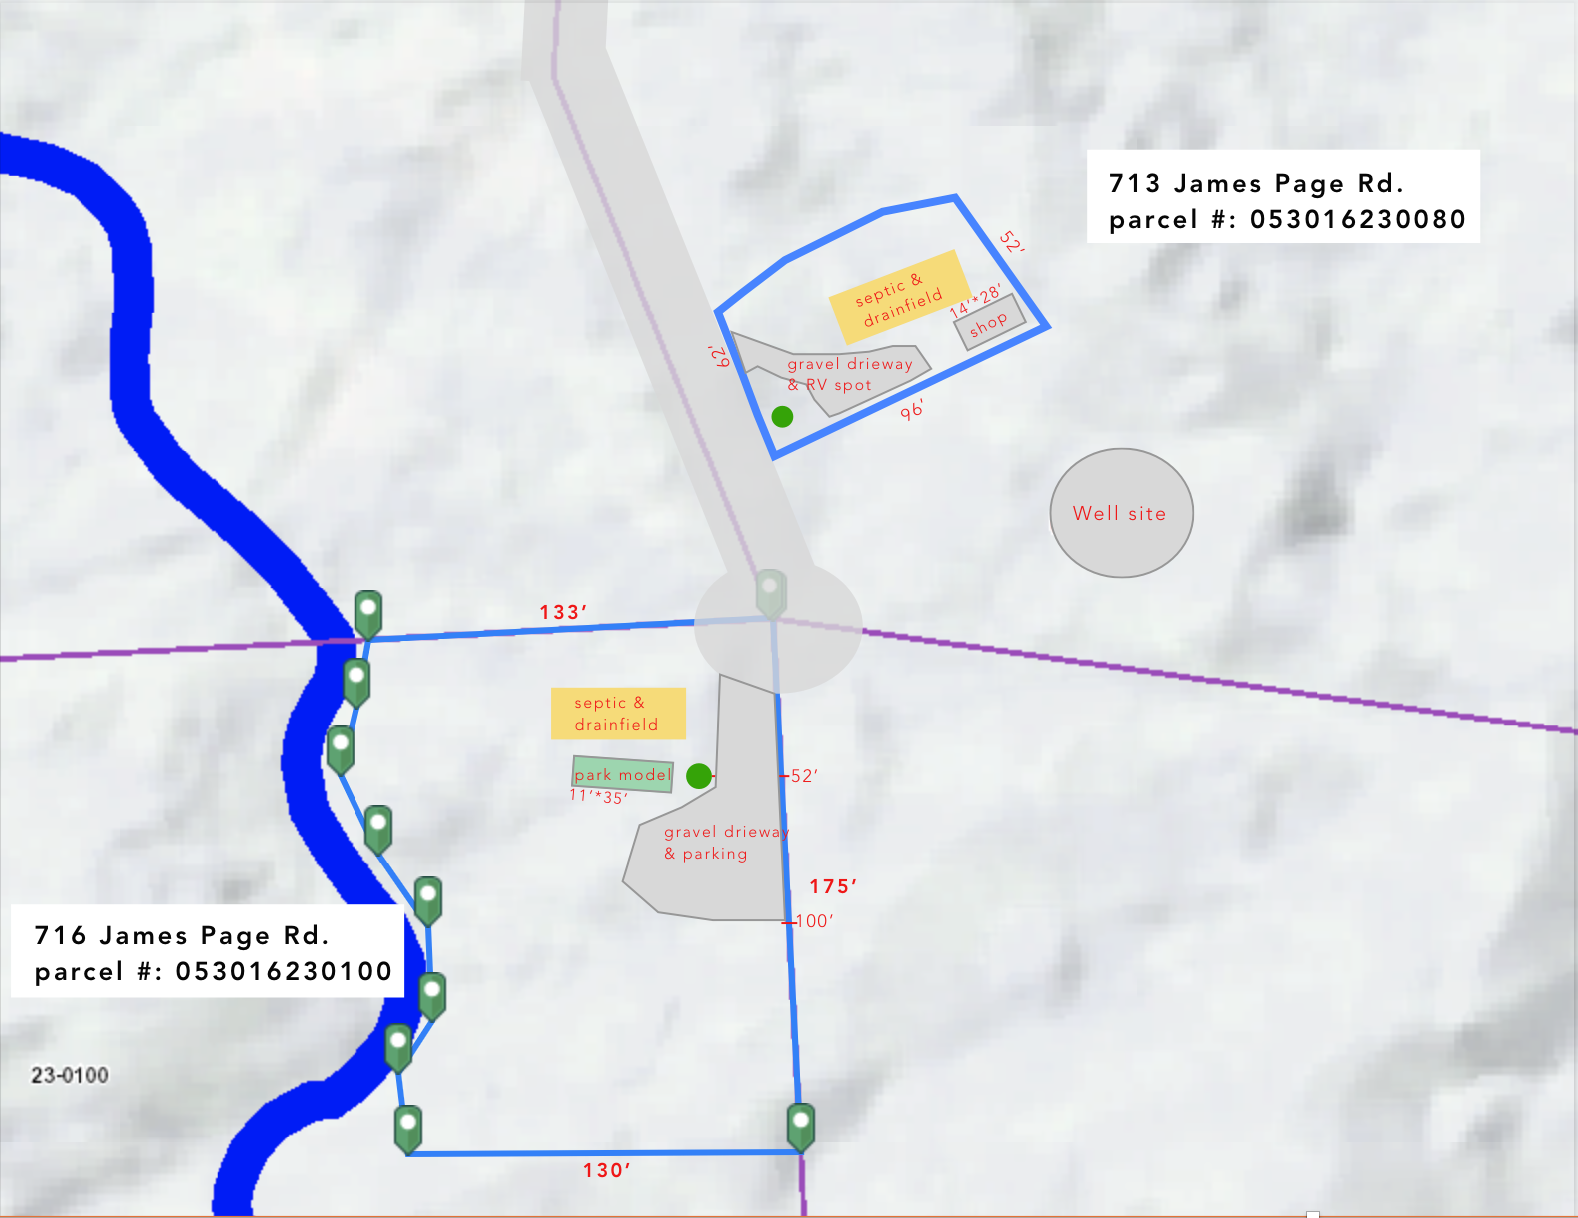 713 James Page Rd.
parcel #: 053016230080
52'
septic &
drainfield
14'*28'
shop
62'
gravel drieway
& RV spot
96'
Well site
133'
septic &
drainfield
park model
11'*35'
52'
gravel drieway
& parking
175'
100'
716 James Page Rd.
parcel #: 053016230100
23-0100
130'